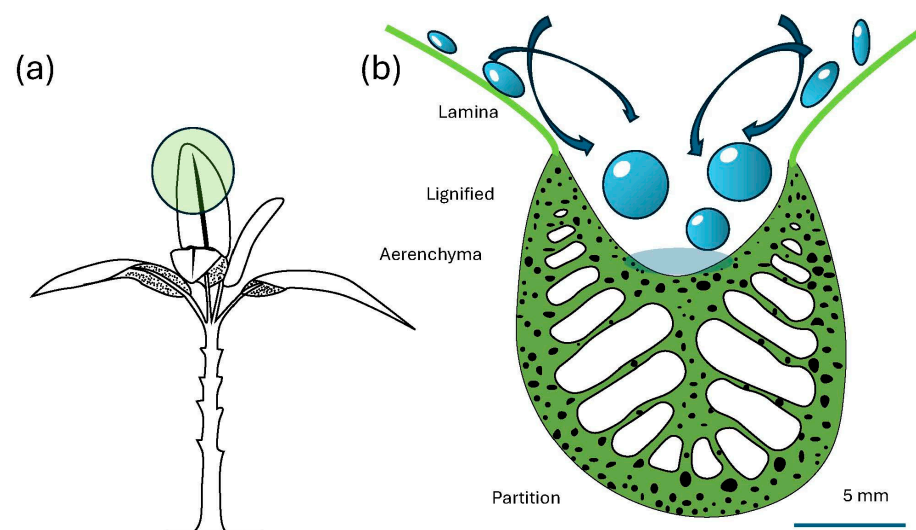 (a)
(b)
Lamina
Lignified
Aerenchyma
Partition
5 mm